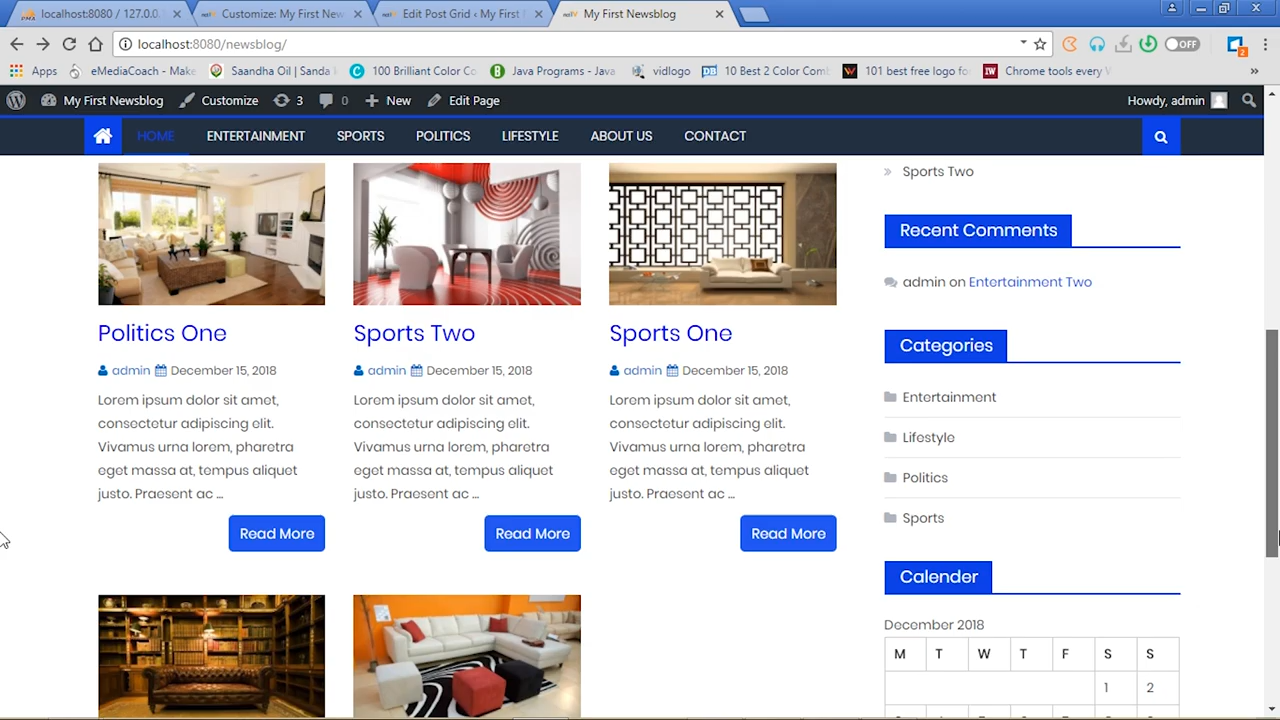 localhost:8080 / 127.0.
Customize: My First New
Edit Post Grid ‹ My First
My First Newsblog
localhost:8080/newsblog/
OFF
2
Apps
eMediaCoach - Make
Saandha Oil | Sanda
100 Brilliant Color Co
Java Programs - Java
vidlogo
10 Best 2 Color Comb
101 best free logo fo
Chrome tools every
»
My First Newsblog
Customize
3
0
New
Edit Page
Howdy, admin
HOME
ENTERTAINMENT
SPORTS
POLITICS
LIFESTYLE
ABOUT US
CONTACT
Politics One
admin December 15, 2018
Lorem ipsum dolor sit amet,
consectetur adipiscing elit.
Vivamus urna lorem, pharetra
eget massa at, tempus aliquet
justo. Praesent ac ...
Read More
Sports Two
admin December 15, 2018
Lorem ipsum dolor sit amet,
consectetur adipiscing elit.
Vivamus urna lorem, pharetra
eget massa at, tempus aliquet
justo. Praesent ac ...
Read More
Sports One
admin December 15, 2018
Lorem ipsum dolor sit amet,
consectetur adipiscing elit.
Vivamus urna lorem, pharetra
eget massa at, tempus aliquet
justo. Praesent ac ...
Read More
» Sports Two
Recent Comments
admin on Entertainment Two
Categories
Entertainment
Lifestyle
Politics
Sports
Calender
December 2018
M T W T F S S
1 2